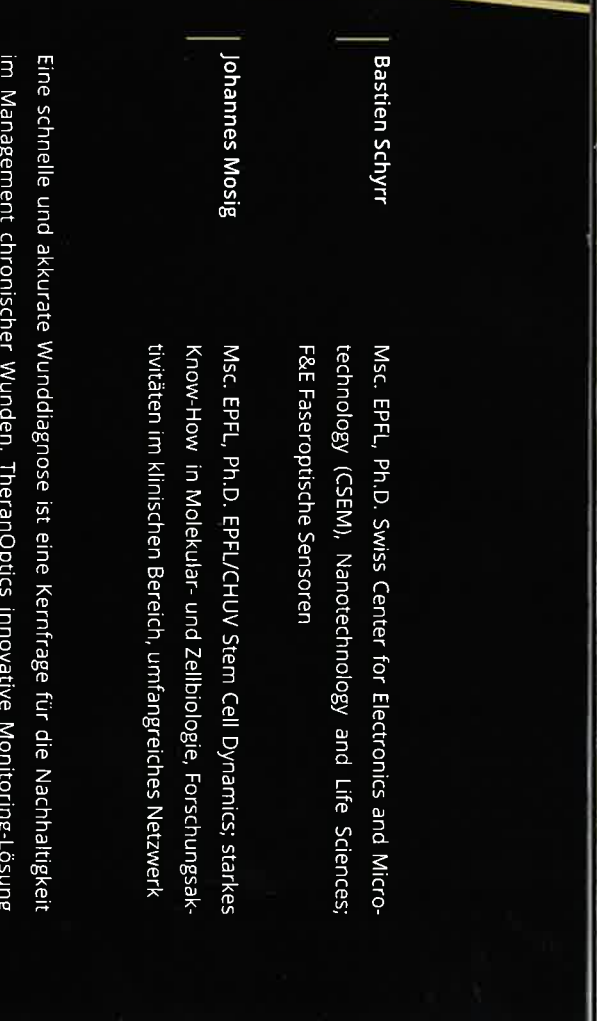 Bastien Schyrr
Msc. EPFL, Ph.D. Swiss Center for Electronics and Micro-
technology (CSEM), Nanotechnology and Life Sciences;
F&E Faseroptische Sensoren
Johannes Mosig
Msc. EPFL, Ph.D. EPFL/CHUV Stem Cell Dynamics; starkes
Know-How in Molekular- und Zellbiologie, Forschungsak-
tivitäten im klinischen Bereich, umfangreiches Netzwerk
Eine schnelle und akkurate Wunddiagnose ist eine Kernfrage für die Nachhaltigkeit
im Management chronischer Wunden. TheranOptics innovative Monitoring-Lösung